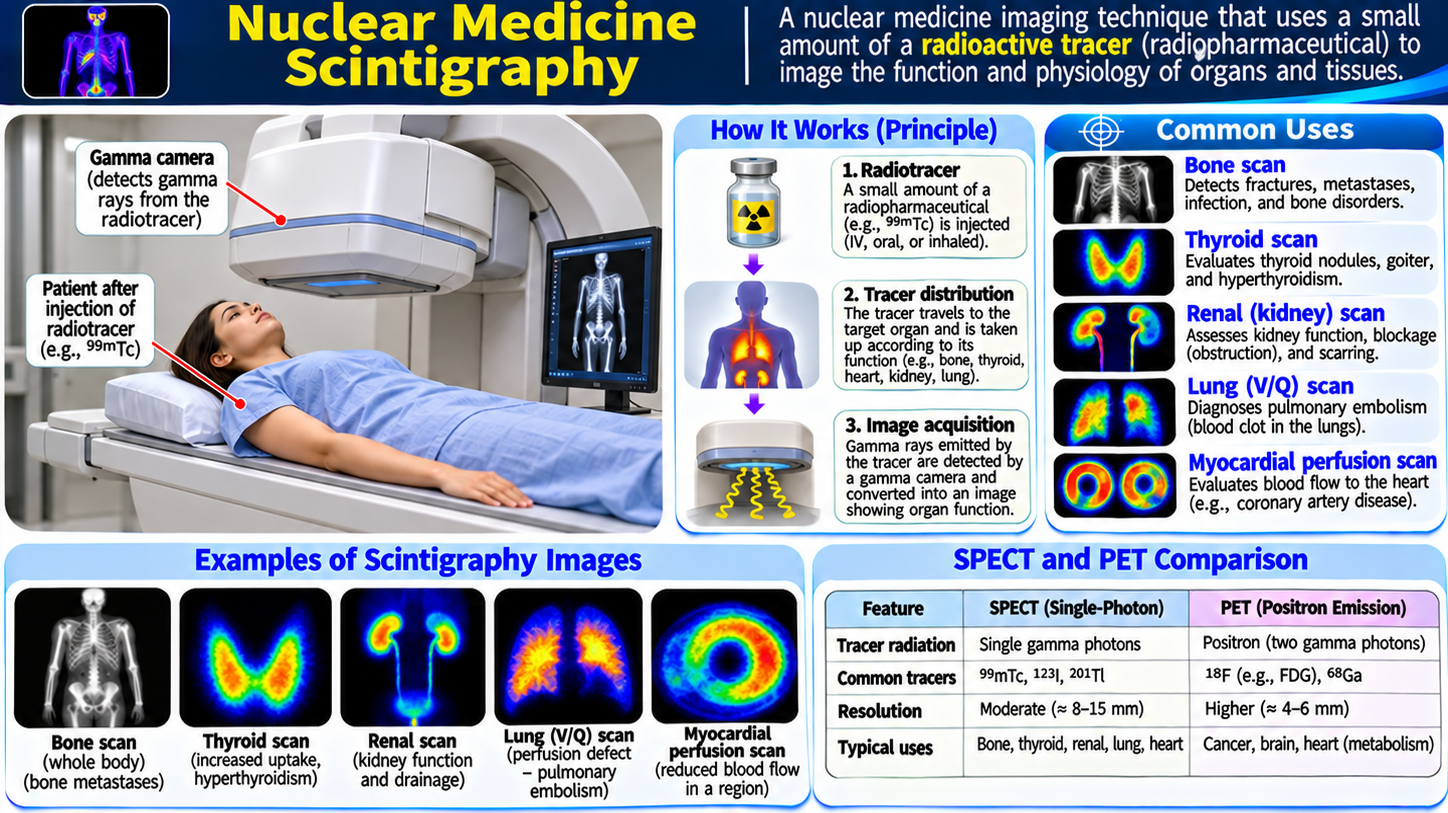 Nuclear Medicine
Scintigraphy
A nuclear medicine imaging technique that uses a small
amount of a radioactive tracer (radiopharmaceutical) to
image the function and physiology of organs and tissues.
Gamma camera
(detects gamma
rays from the
radiotracer)
Patient after
injection of
radiotracer
(e.g., ⁹⁹mTc)
How It Works (Principle)
1. Radiotracer
A small amount of a
radiopharmaceutical
(e.g., ⁹⁹mTc) is injected
(IV, oral, or inhaled).
2. Tracer distribution
The tracer travels to the
target organ and is taken
up according to its
function (e.g., bone, thyroid,
heart, kidney, lung).
3. Image acquisition
Gamma rays emitted by
the tracer are detected by
a gamma camera and
converted into an image
showing organ function.
Common Uses
Bone scan
Detects fractures, metastases,
infection, and bone disorders.
Thyroid scan
Evaluates thyroid nodules, goiter,
and hyperthyroidism.
Renal (kidney) scan
Assesses kidney function, blockage
(obstruction), and scarring.
Lung (V/Q) scan
Diagnoses pulmonary embolism
(blood clot in the lungs).
Myocardial perfusion scan
Evaluates blood flow to the heart
(e.g., coronary artery disease).
Examples of Scintigraphy Images
Bone scan
(whole body)
(bone metastases)
Thyroid scan
(increased uptake,
hyperthyroidism)
Renal scan
(kidney function
and drainage)
Lung (V/Q) scan
(perfusion defect
– pulmonary
embolism)
Myocardial
perfusion scan
(reduced blood flow
in a region)
SPECT and PET Comparison
Feature SPECT (Single-Photon) PET (Positron Emission)
Tracer radiation Single gamma photons Positron (two gamma photons)
Common tracers ⁹⁹mTc, ¹²³I, ²⁰¹Tl ¹⁸F (e.g., FDG), ⁶⁸Ga
Resolution Moderate (≈ 8–15 mm) Higher (≈ 4–6 mm)
Typical uses Bone, thyroid, renal, lung, heart Cancer, brain, heart (metabolism)